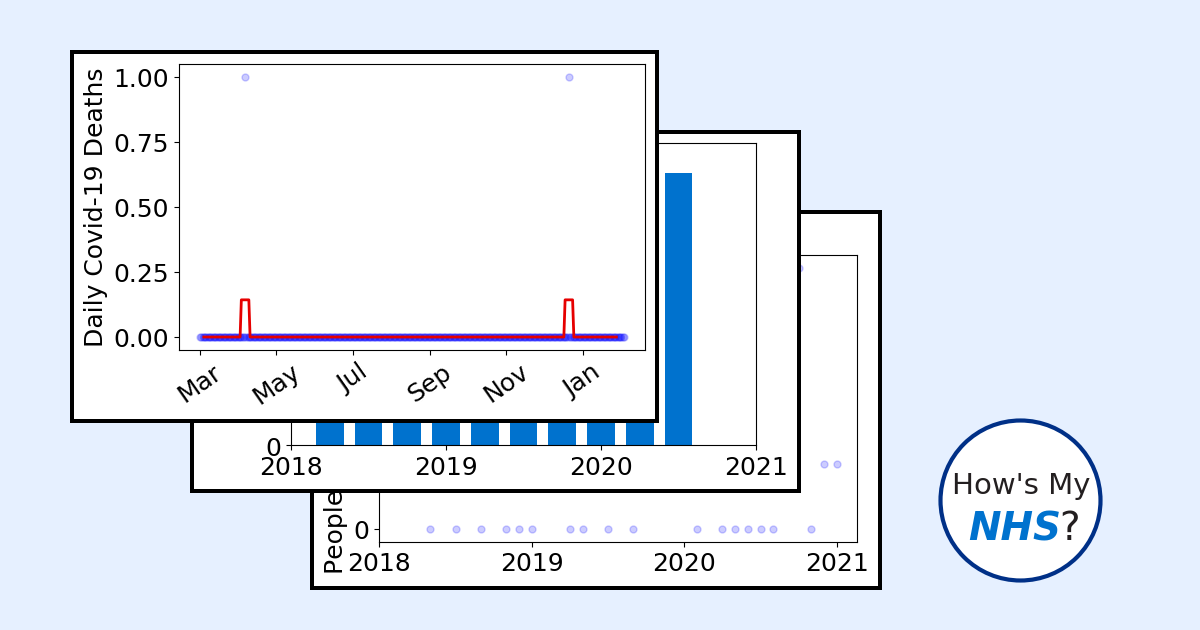 Daily Covid-19 Deaths
1.00
0.75
0.50
0.25
0.00
Mar May Jul Sep Nov Jan
0
2018 2019 2020 2021
People
0
2018 2019 2020 2021
How's My
NHS?